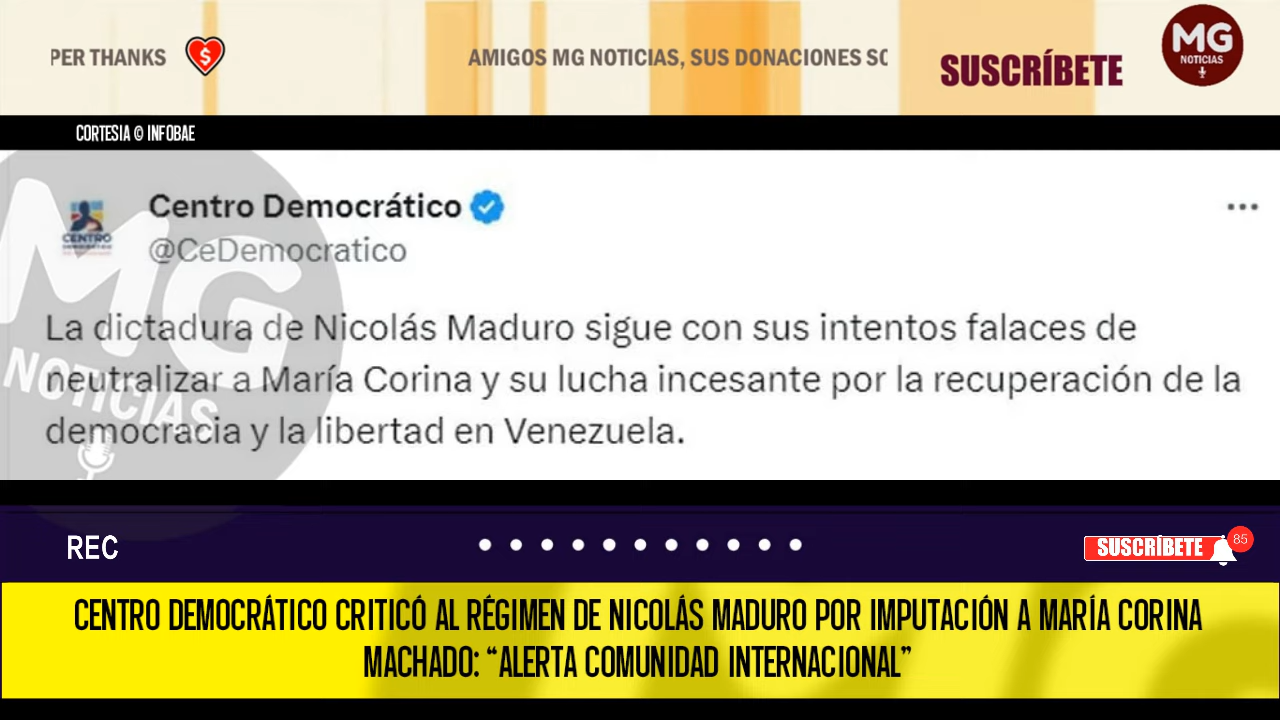 PER THANKS
AMIGOS MG NOTICIAS, SUS DONACIONES SO
SUSCRÍBETE
MG
NOTICIAS
CORTESIA © INFOBAE
Centro Democrático
@CeDemocratico
CENTRO
La dictadura de Nicolás Maduro sigue con sus intentos falaces de
neutralizar a María Corina y su lucha incesante por la recuperación de la
democracia y la libertad en Venezuela.
MG
NOTICIAS
REC
SUSCRÍBETE
85
CENTRO DEMOCRÁTICO CRITICÓ AL RÉGIMEN DE NICOLÁS MADURO POR IMPUTACIÓN A MARÍA CORINA
MACHADO: “ALERTA COMUNIDAD INTERNACIONAL”